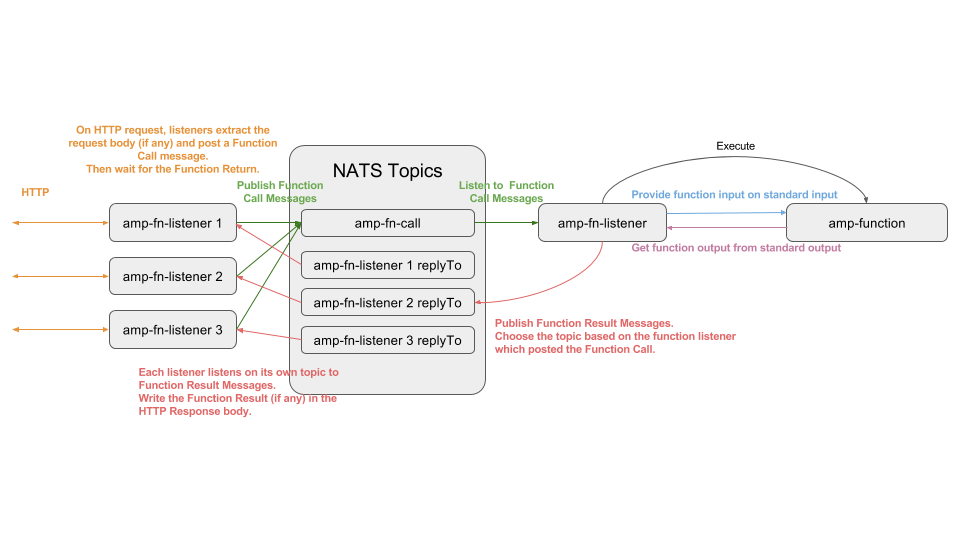 On HTTP request, listeners extract the
request body (if any) and post a Function
Call message.
Then wait for the Function Return.
HTTP
NATS Topics
Publish Function
Call Messages
Listen to Function
Call Messages
Execute
Provide function input on standard input
amp-fn-listener 1
amp-fn-call
amp-fn-listener
amp-function
Get function output from standard output
amp-fn-listener 2
amp-fn-listener 1 replyTo
amp-fn-listener 2 replyTo
amp-fn-listener 3
amp-fn-listener 3 replyTo
Publish Function Result Messages.
Choose the topic based on the function listener
which posted the Function Call.
Each listener listens on its own topic to
Function Result Messages.
Write the Function Result (if any) in the
HTTP Response body.